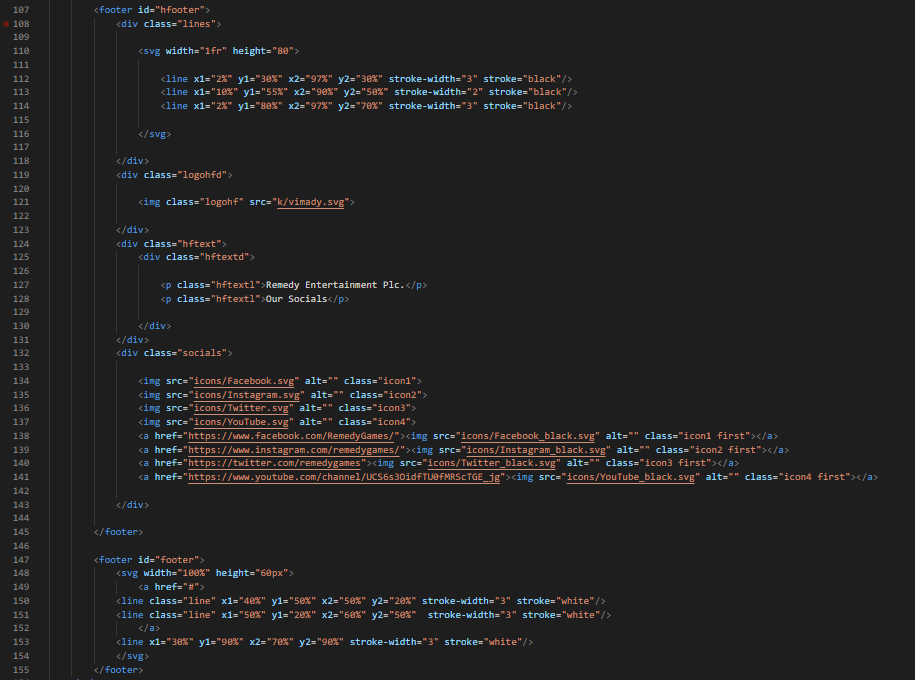 107 <footer id="hfooter">
108 <div class="lines">
109
110 <svg width="1fr" height="80">
111
112 <line x1="2%" y1="30%" x2="97%" y2="30%" stroke-width="3" stroke="black"/>
113 <line x1="10%" y1="55%" x2="90%" y2="50%" stroke-width="2" stroke="black"/>
114 <line x1="2%" y1="80%" x2="97%" y2="70%" stroke-width="3" stroke="black"/>
115
116 </svg>
117
118 </div>
119 <div class="logohfd">
120
121 <img class="logohf" src="k/vimady.svg">
122
123 </div>
124 <div class="hftext">
125 <div class="hftextd">
126
127 <p class="hftextl">Remedy Entertainment Plc.</p>
128 <p class="hftextl">Our Socials</p>
129
130 </div>
131 </div>
132 <div class="socials">
133
134 <img src="icons/Facebook.svg" alt="" class="icon1">
135 <img src="icons/Instagram.svg" alt="" class="icon2">
136 <img src="icons/Twitter.svg" alt="" class="icon3">
137 <img src="icons/YouTube.svg" alt="" class="icon4">
138 <a href="https://www.facebook.com/RemedyGames/"><img src="icons/Facebook_black.svg" alt="" class="icon1 first"></a>
139 <a href="https://www.instagram.com/remedygames/"><img src="icons/Instagram_black.svg" alt="" class="icon2 first"></a>
140 <a href="https://twitter.com/remedygames"><img src="icons/Twitter_black.svg" alt="" class="icon3 first"></a>
141 <a href="https://www.youtube.com/channel/UCS6s3OidfTU0fMRScTGE_jg"><img src="icons/YouTube_black.svg" alt="" class="icon4 first"></a>
142
143 </div>
144
145 </footer>
146
147 <footer id="footer">
148 <svg width="100%" height="60px">
149 <a href="#">
150 <line class="line" x1="40%" y1="50%" x2="50%" y2="20%" stroke-width="3" stroke="white"/>
151 <line class="line" x1="50%" y1="20%" x2="60%" y2="50%"  stroke-width="3" stroke="white"/>
152 </a>
153 <line x1="30%" y1="90%" x2="70%" y2="90%" stroke-width="3" stroke="white"/>
154 </svg>
155 </footer>